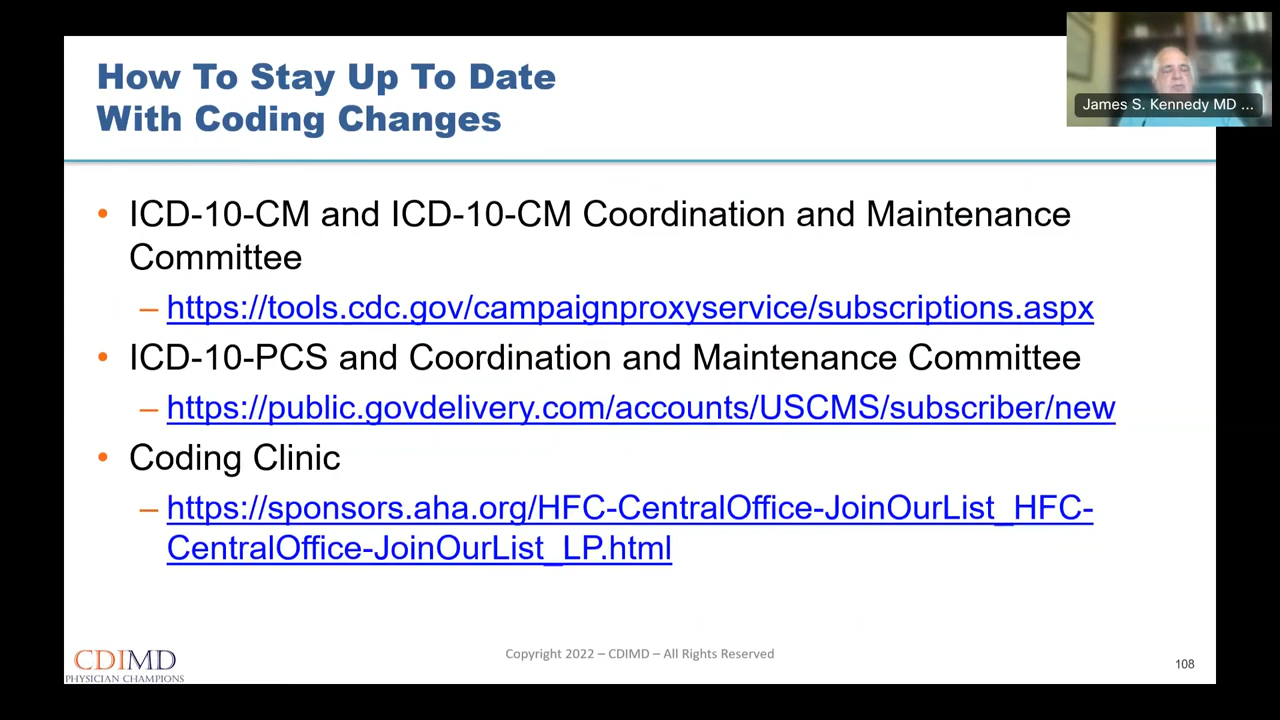 How To Stay Up To Date
With Coding Changes
James S. Kennedy MD ...
• ICD-10-CM and ICD-10-CM Coordination and Maintenance
Committee
– https://tools.cdc.gov/campaignproxyservice/subscriptions.aspx
• ICD-10-PCS and Coordination and Maintenance Committee
– https://public.govdelivery.com/accounts/USCMS/subscriber/new
• Coding Clinic
– https://sponsors.aha.org/HFC-CentralOffice-JoinOurList_HFC-
CentralOffice-JoinOurList_LP.html
CDIMD
PHYSICIAN CHAMPIONS
Copyright 2022 – CDIMD – All Rights Reserved
108